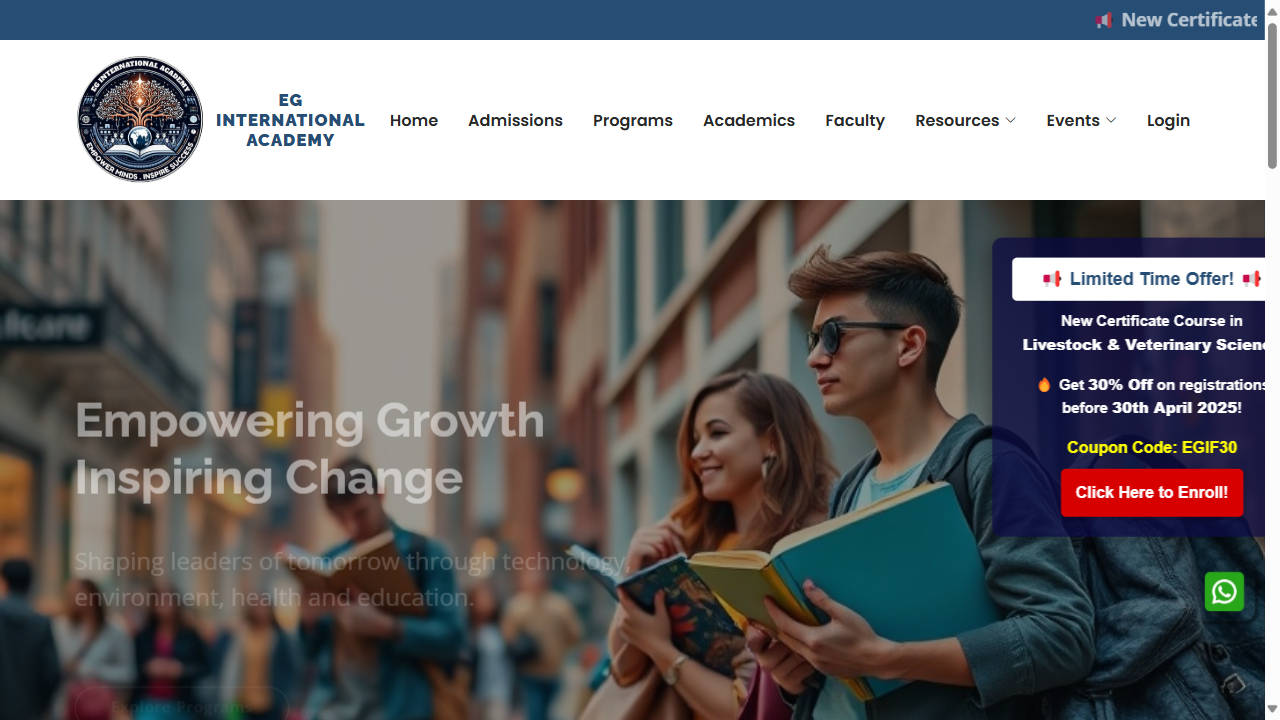 📢 New Certificate
EG INTERNATIONAL ACADEMY
EMPOWER MINDS . INSPIRE SUCCESS
EG
INTERNATIONAL
ACADEMY
Home
Admissions
Programs
Academics
Faculty
Resources
Events
Login
Empowering Growth
Inspiring Change
Shaping leaders of tomorrow through technology,
environment, health and education.
Explore Programs
📢 Limited Time Offer! 📢
New Certificate Course in
Livestock & Veterinary Scienc
🔥 Get 30% Off on registrations
before 30th April 2025!
Coupon Code: EGIF30
Click Here to Enroll!